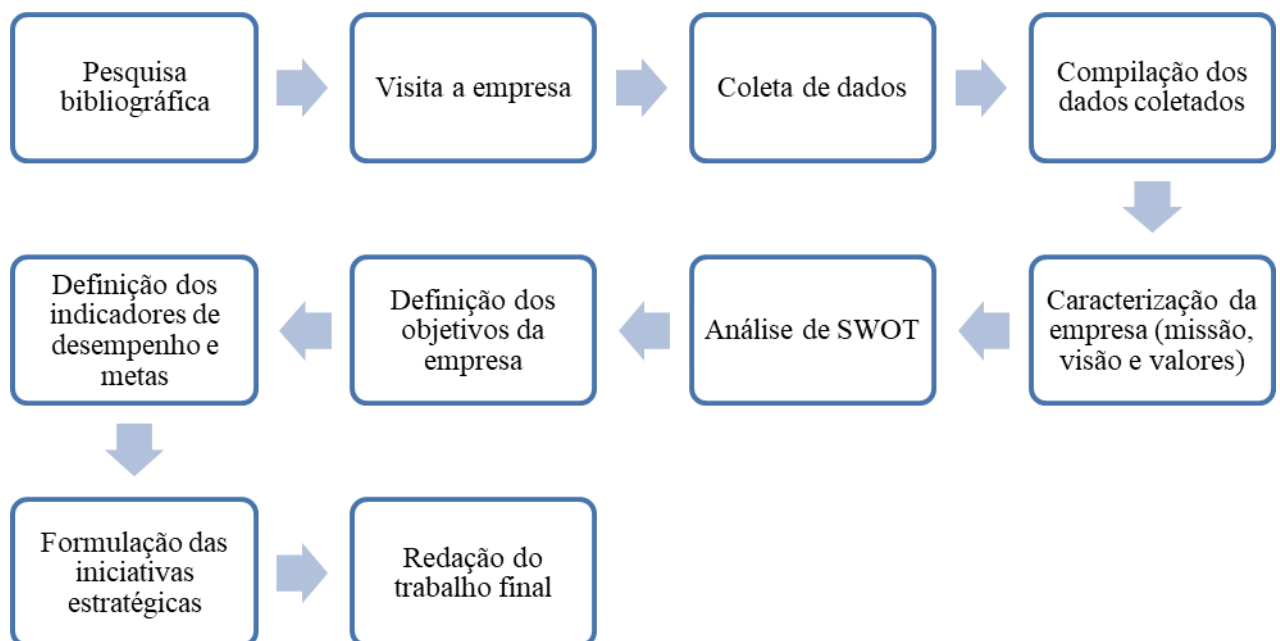 Pesquisa
bibliográfica
Visita a empresa
Coleta de dados
Compilação dos
dados coletados
Caracterização da
empresa (missão,
visão e valores)
Análise de SWOT
Definição dos
objetivos da
empresa
Definição dos
indicadores de
desempenho e
metas
Formulação das
iniciativas
estratégicas
Redação do
trabalho final